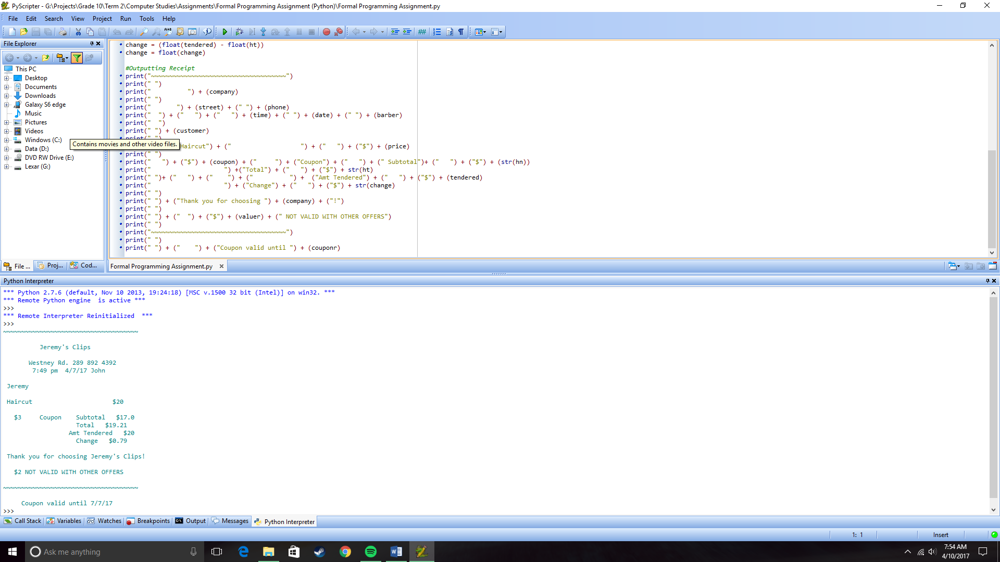 PyScripter - G:\Projects\Grade 10\Term 2\Computer Studies\Assignments\Formal Programming Assignment (Python)\Formal Programming Assignment.py
File Edit Search View Project Run Tools Help
File Explorer
This PC
Desktop
Documents
Downloads
Galaxy S6 edge
Music
Pictures
Videos
Windows (C:)
Data (D:)
DVD RW Drive (E:)
Lexar (G:)
Contains movies and other video files.
File ... Proj... Cod...
change = (float(tendered) - float(ht))
change = float(change)
#Outputting Receipt
print("~~~~~~~~~~~~~~~~~~~~~~~~~~~~~~~~~~~~~")
print(" ")
print("          ") + (company)
print(" ")
print("       ") + (street) + (" ") + (phone)
print("  ") + ("   ") + ("   ") + (time) + (" ") + (date) + (" ") + (barber)
print("  ")
print(" ") + (customer)
print(" ")
Haircut") + ("                   ") + ("   ") + ("$") + (price)
print(" ")
print("   ") + ("$") + (coupon) + ("     ") + ("Coupon") + ("   ") + (" Subtotal")+ ("   ") + ("$") + (str(hn))
print("                    ") +("Total") + ("   ") + ("$") + str(ht)
print(" ")+ ("   ") + ("    ") + ("          ") +  ("Amt Tendered") + ("   ") + ("$") + (tendered)
print("                    ") + ("Change") + ("   ") + ("$") + str(change)
print(" ")
print(" ") + ("Thank you for choosing ") + (company) + ("!")
print(" ")
print(" ") + ("  ") + ("$") + (valuer) + (" NOT VALID WITH OTHER OFFERS")
print(" ")
print("~~~~~~~~~~~~~~~~~~~~~~~~~~~~~~~~~~~~~")
print(" ")
print(" ") + ("    ") + ("Coupon valid until ") + (couponr)
Formal Programming Assignment.py
Python Interpreter
*** Python 2.7.6 (default, Nov 10 2013, 19:24:18) [MSC v.1500 32 bit (Intel)] on win32. ***
*** Remote Python engine  is active ***
>>>
*** Remote Interpreter Reinitialized  ***
>>>
~~~~~~~~~~~~~~~~~~~~~~~~~~~~~~~~~~~~~
Jeremy's Clips
Westney Rd. 289 892 4392
7:49 pm  4/7/17 John
Jeremy
Haircut                      $20
$3     Coupon    Subtotal   $17.0
Total   $19.21
Amt Tendered   $20
Change   $0.79
Thank you for choosing Jeremy's Clips!
$2 NOT VALID WITH OTHER OFFERS
~~~~~~~~~~~~~~~~~~~~~~~~~~~~~~~~~~~~~
Coupon valid until 7/7/17
>>>
Call Stack Variables Watches Breakpoints Output Messages Python Interpreter
1: 1 Insert
Ask me anything
7:54 AM
4/10/2017